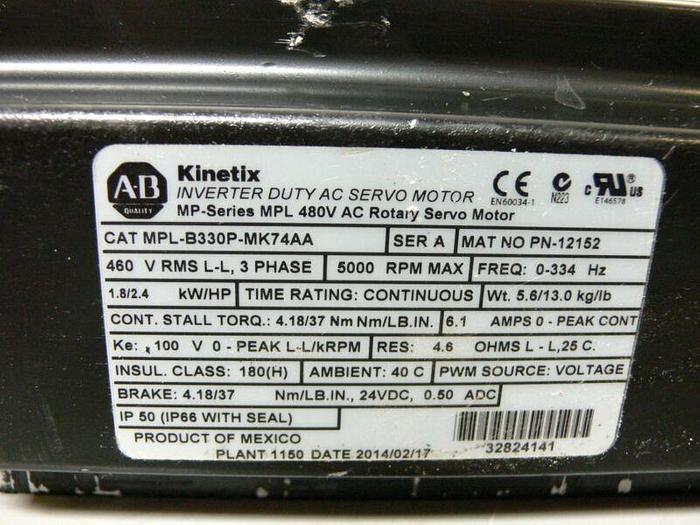 A-B
QUALITY
Kinetix
INVERTER DUTY AC SERVO MOTOR
MP-Series MPL 480V AC Rotary Servo Motor
CE
EN60034-1
N223
c RU ® US
E146578
CAT MPL-B330P-MK74AA SER A MAT NO PN-12152
460 V RMS L-L, 3 PHASE 5000 RPM MAX FREQ: 0-334 Hz
1.8/2.4 kW/HP TIME RATING: CONTINUOUS Wt. 5.6/13.0 kg/lb
CONT. STALL TORQ.: 4.18/37 Nm Nm/LB.IN. 6.1 AMPS 0 - PEAK CONT
Ke: 100 V 0 - PEAK L-L/kRPM RES: 4.6 OHMS L - L,25 C.
INSUL. CLASS: 180(H) AMBIENT: 40 C PWM SOURCE: VOLTAGE
BRAKE: 4.18/37 Nm/LB.IN., 24VDC, 0.50 ADC
IP 50 (IP66 WITH SEAL)
PRODUCT OF MEXICO
PLANT 1150 DATE 2014/02/17
32824141